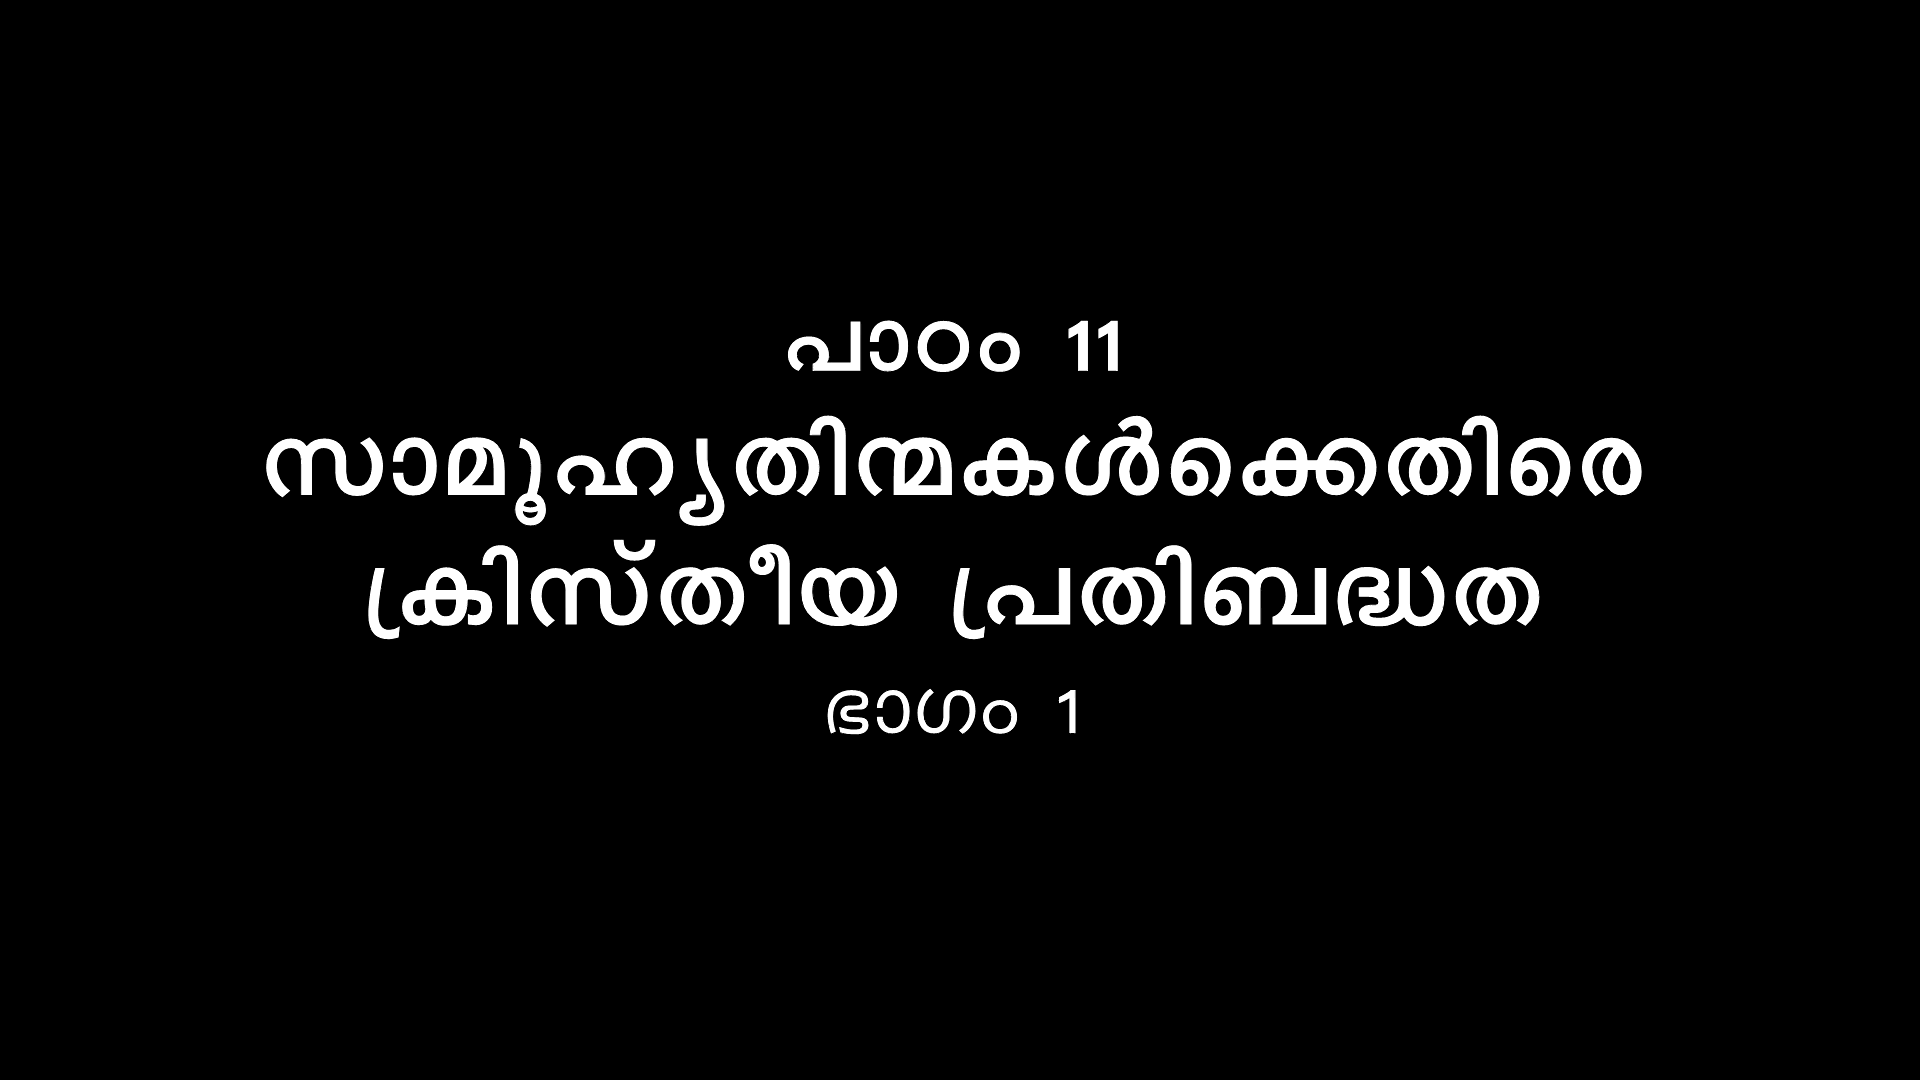 പാഠം 11
സാമൂഹ്യതിന്മകൾക്കെതിരെ
ക്രിസ്തീയ പ്രതിബദ്ധത
ഭാഗം 1